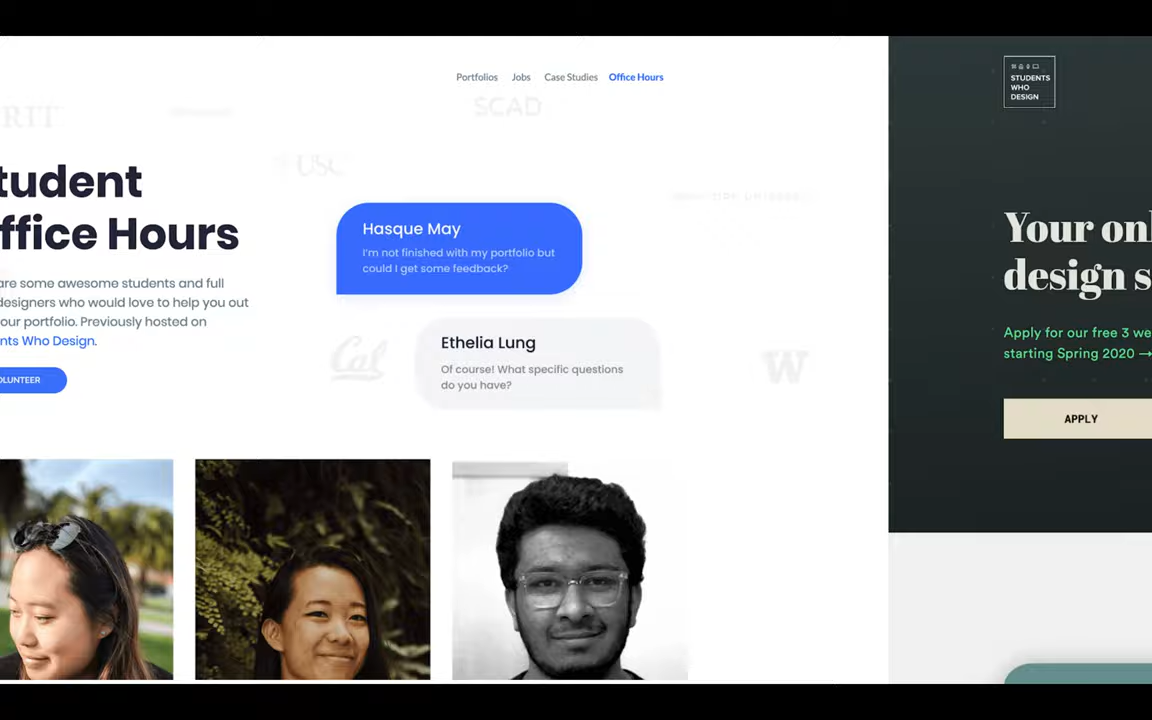 Portfolios Jobs Case Studies Office Hours
SCAD
USC
tudent
ffice Hours
are some awesome students and full
designers who would love to help you out
our portfolio. Previously hosted on
nts Who Design.
OLUNTEER
Hasque May
I'm not finished with my portfolio but
could I get some feedback?
Cal
Ethelia Lung
Of course! What specific questions
do you have?
W
STUDENTS
WHO
DESIGN
Your onl
design s
Apply for our free 3 we
starting Spring 2020 →
APPLY